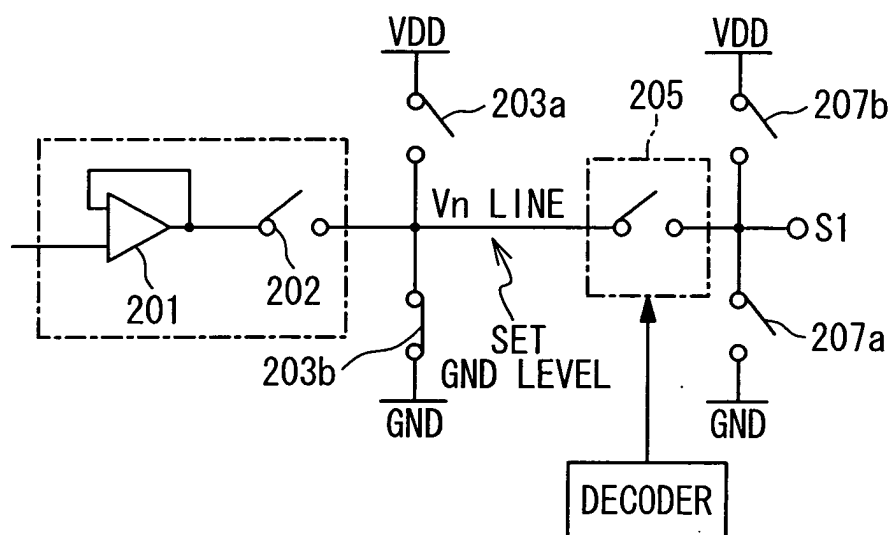 VDD
VDD
203a
205
207b
Vn LINE
S1
201
202
203b
SET
GND LEVEL
207a
GND
GND
DECODER